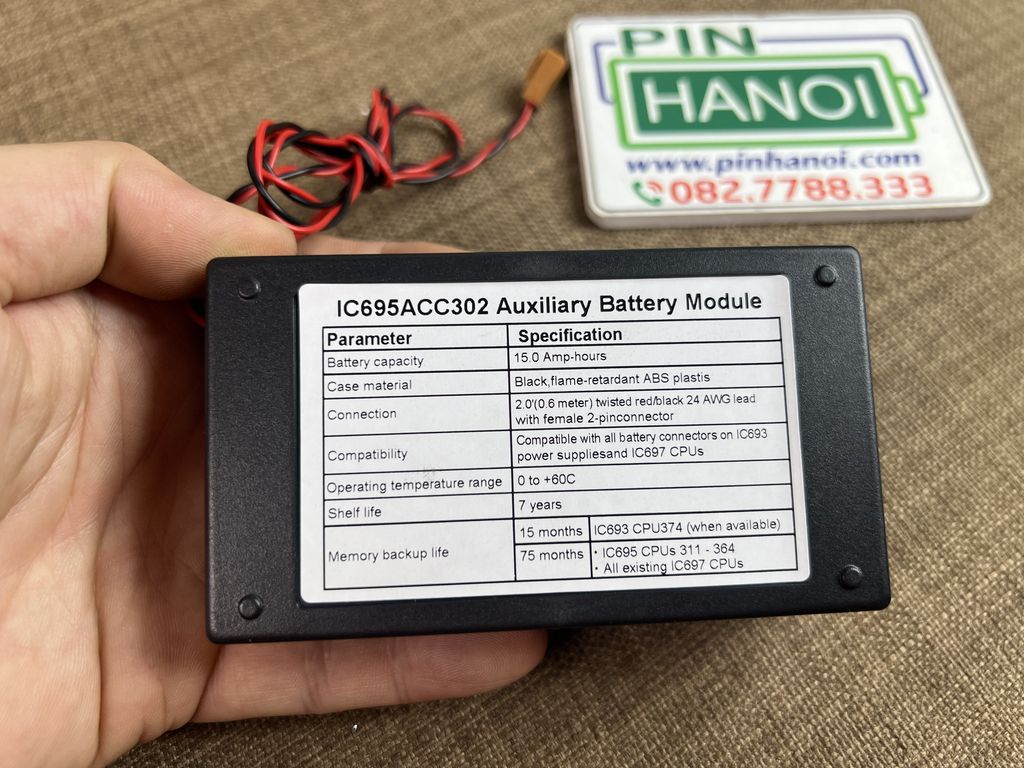 PIN
HANOI
www.pinhanoi.com
082.7788.333
IC695ACC302 Auxiliary Battery Module
Parameter Specification
Battery capacity 15.0 Amp-hours
Case material Black,flame-retardant ABS plastis
Connection 2.0'(0.6 meter) twisted red/black 24 AWG lead
with female 2-pinconnector
Compatibility Compatible with all battery connectors on IC693
power suppliesand IC697 CPUs
Operating temperature range 0 to +60C
Shelf life 7 years
Memory backup life 15 months IC693 CPU374 (when available)
75 months · IC695 CPUs 311 - 364
· All existing IC697 CPUs